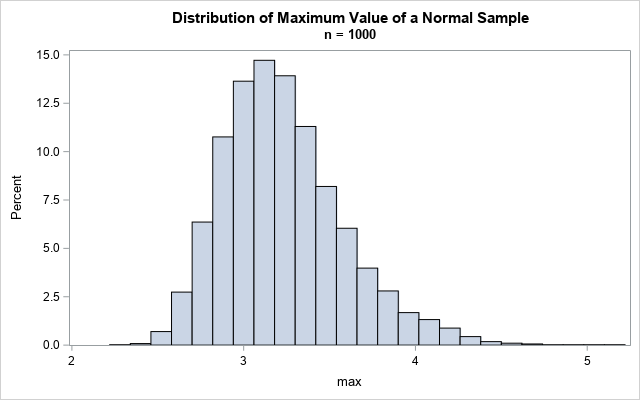 Distribution of Maximum Value of a Normal Sample
n = 1000
15.0
12.5
10.0
7.5
5.0
2.5
0.0
Percent
2 3 4 5
max